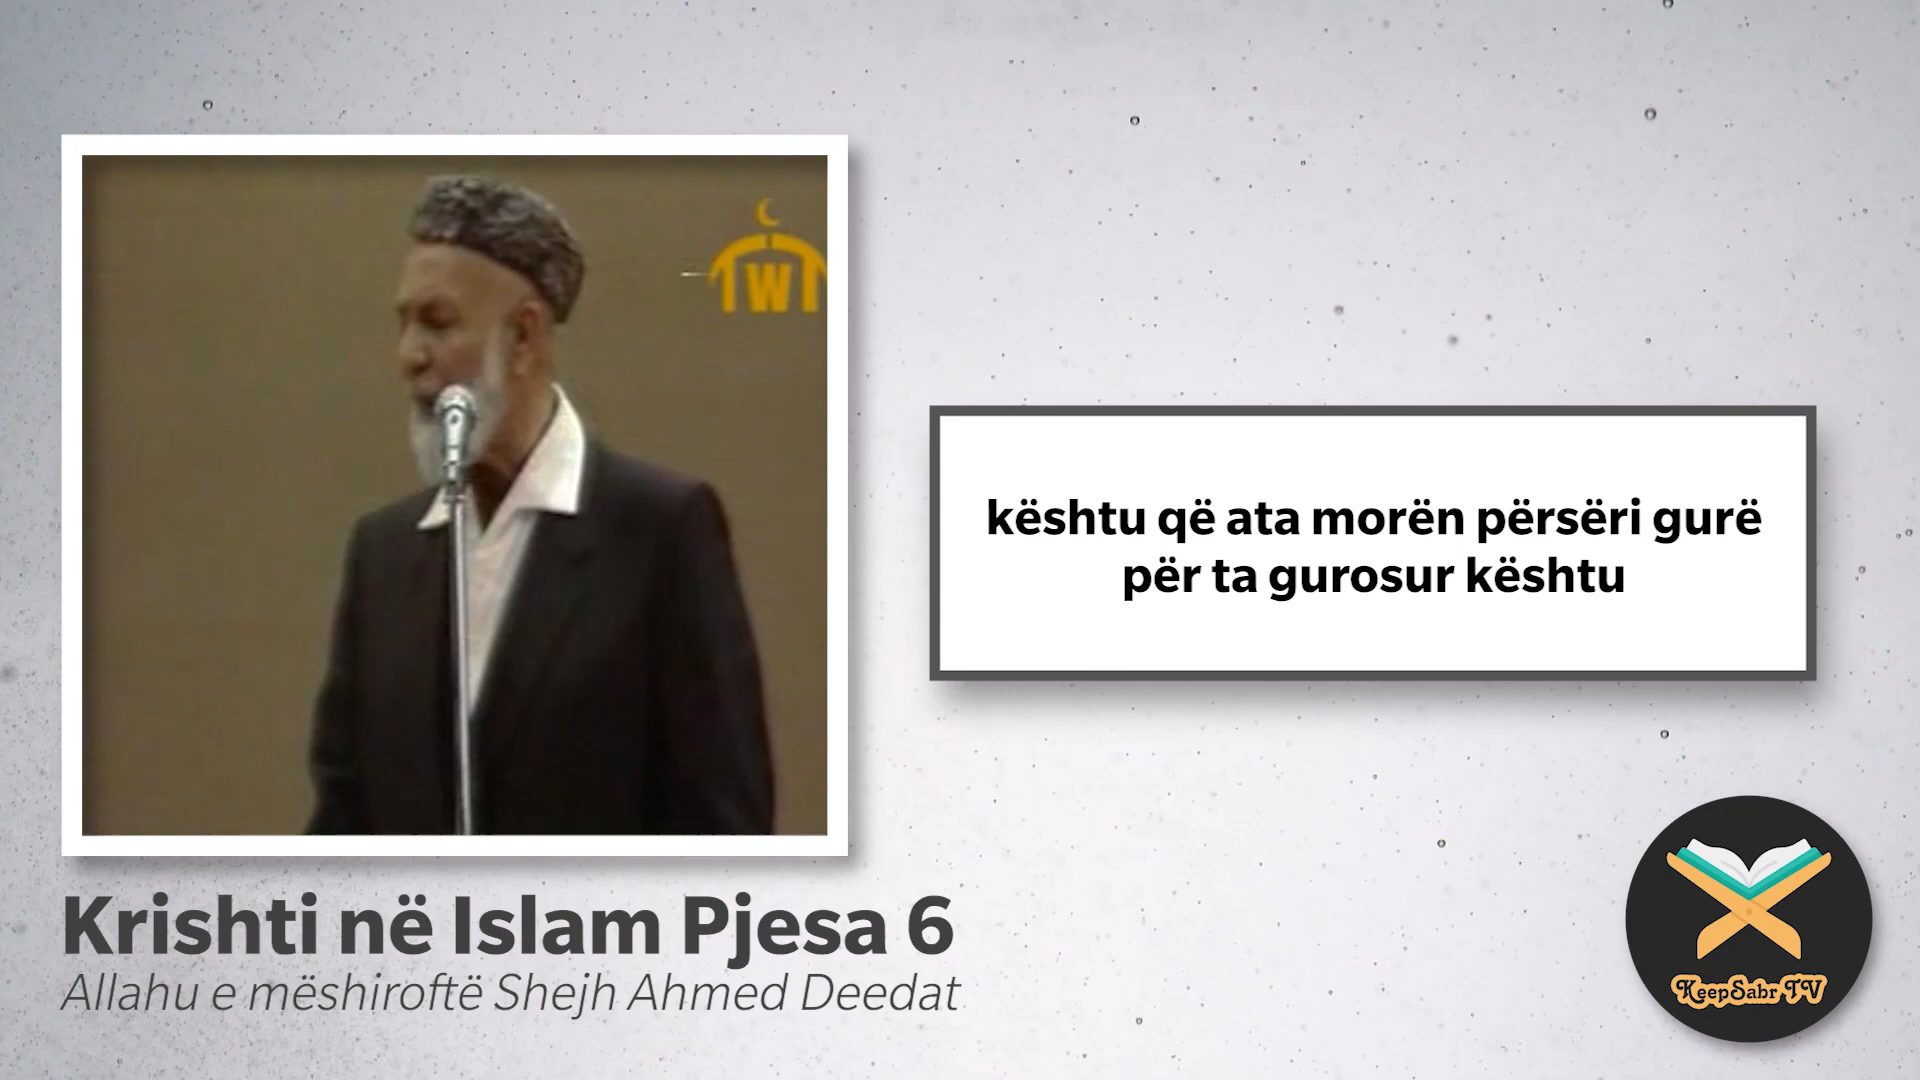 W
kështu që ata morën përsëri gurë
për ta gurosur kështu
Krishti në Islam Pjesa 6
Allahu e mëshiroftë Shejh Ahmed Deedat
KeepSabr TV